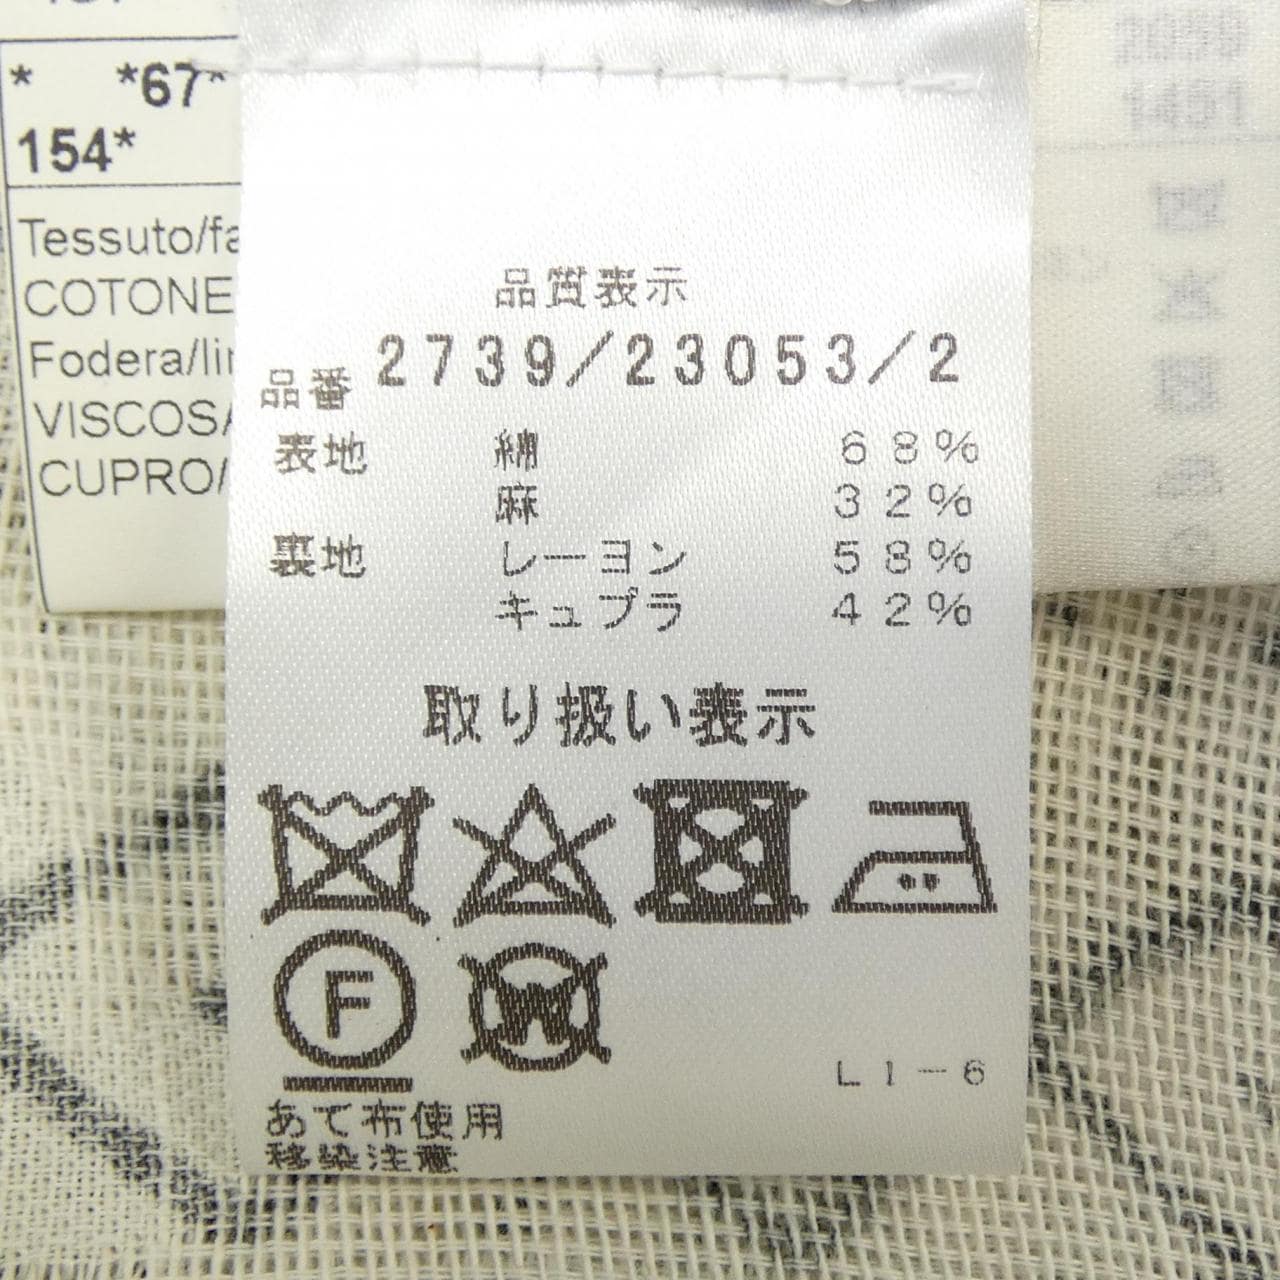 * *67*
154*
Tessuto/fa
COTONE
Fodera/lin
VISCOSA
CUPRO/
品質表示
品番 2739/23053/2
表地 綿 68%
麻 32%
裏地 レーヨン 58%
キュプラ 42%
取り扱い表示
F
W
L1-6
あて布使用
移染注意
1451